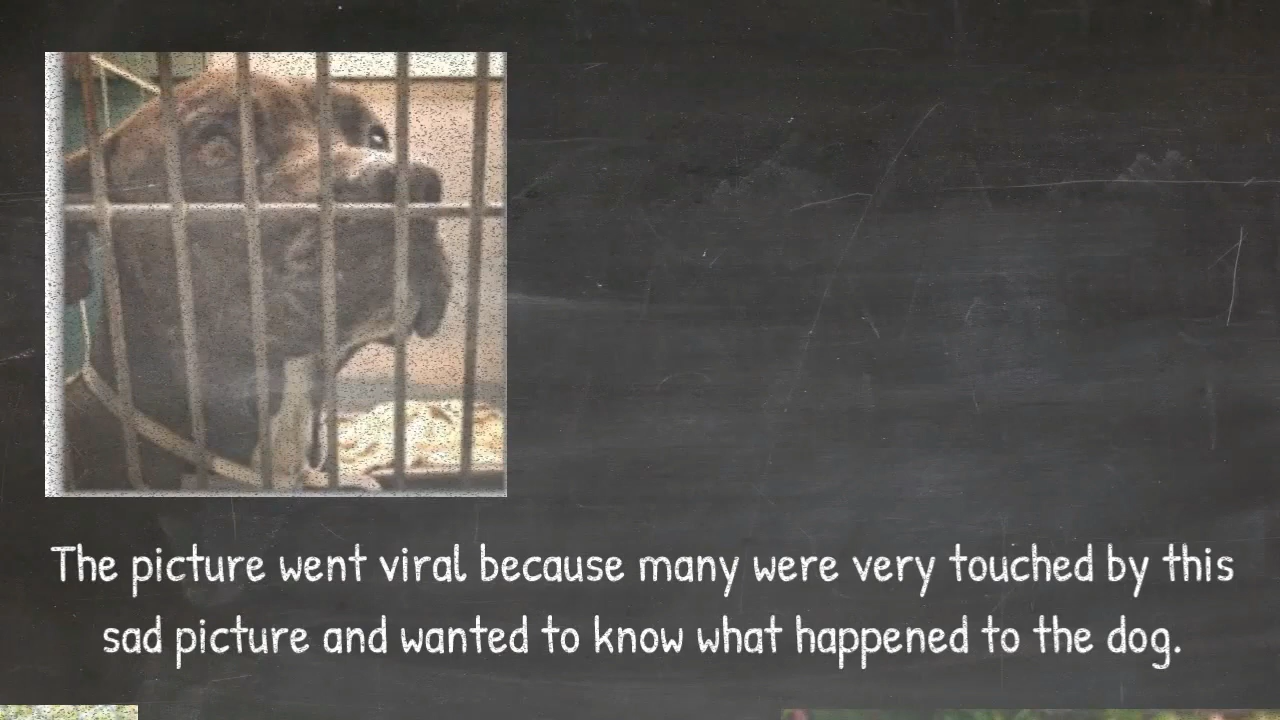 The picture went viral because many were very touched by this
sad picture and wanted to know what happened to the dog.